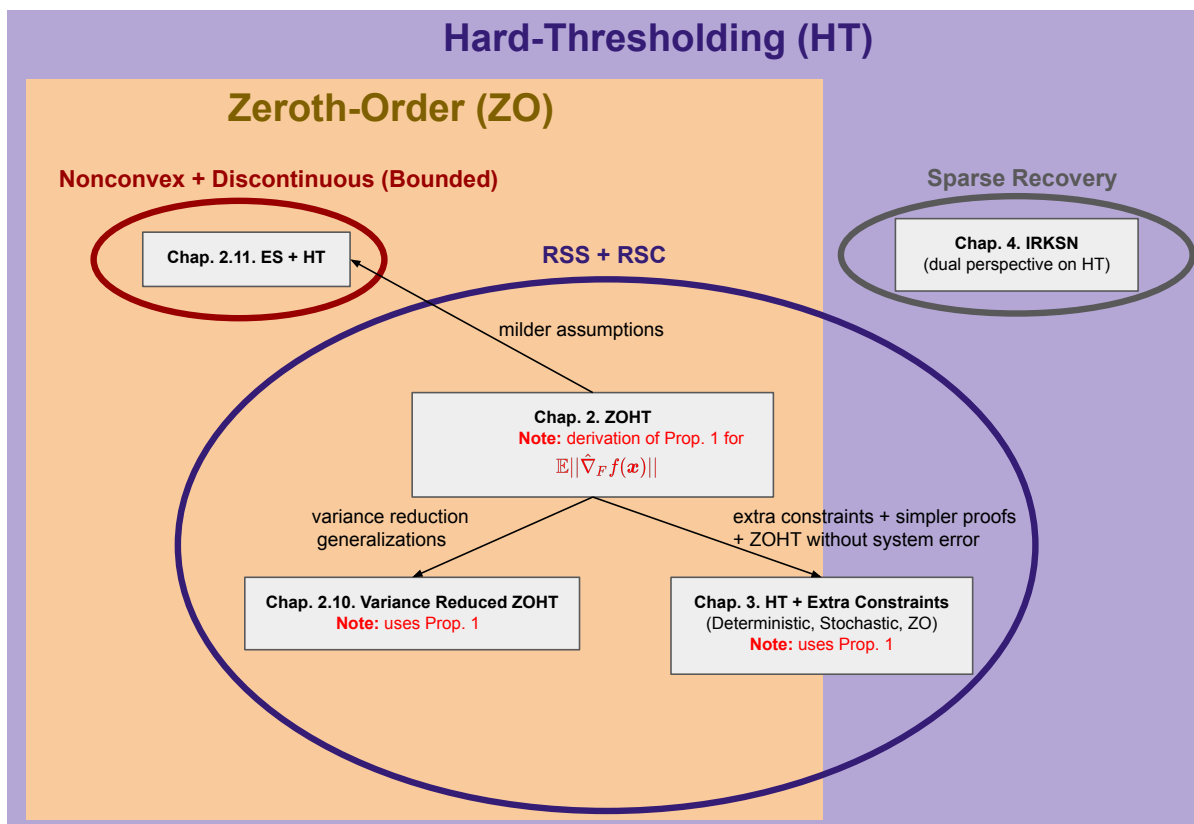 Hard-Thresholding (HT)
Zeroth-Order (ZO)
Nonconvex + Discontinuous (Bounded)
Sparse Recovery
Chap. 2.11. ES + HT
RSS + RSC
Chap. 4. IRKSN
(dual perspective on HT)
milder assumptions
Chap. 2. ZOHT
Note: derivation of Prop. 1 for
𝔼||∇̂_F f(𝒙)||
variance reduction
generalizations
extra constraints + simpler proofs
+ ZOHT without system error
Chap. 2.10. Variance Reduced ZOHT
Note: uses Prop. 1
Chap. 3. HT + Extra Constraints
(Deterministic, Stochastic, ZO)
Note: uses Prop. 1